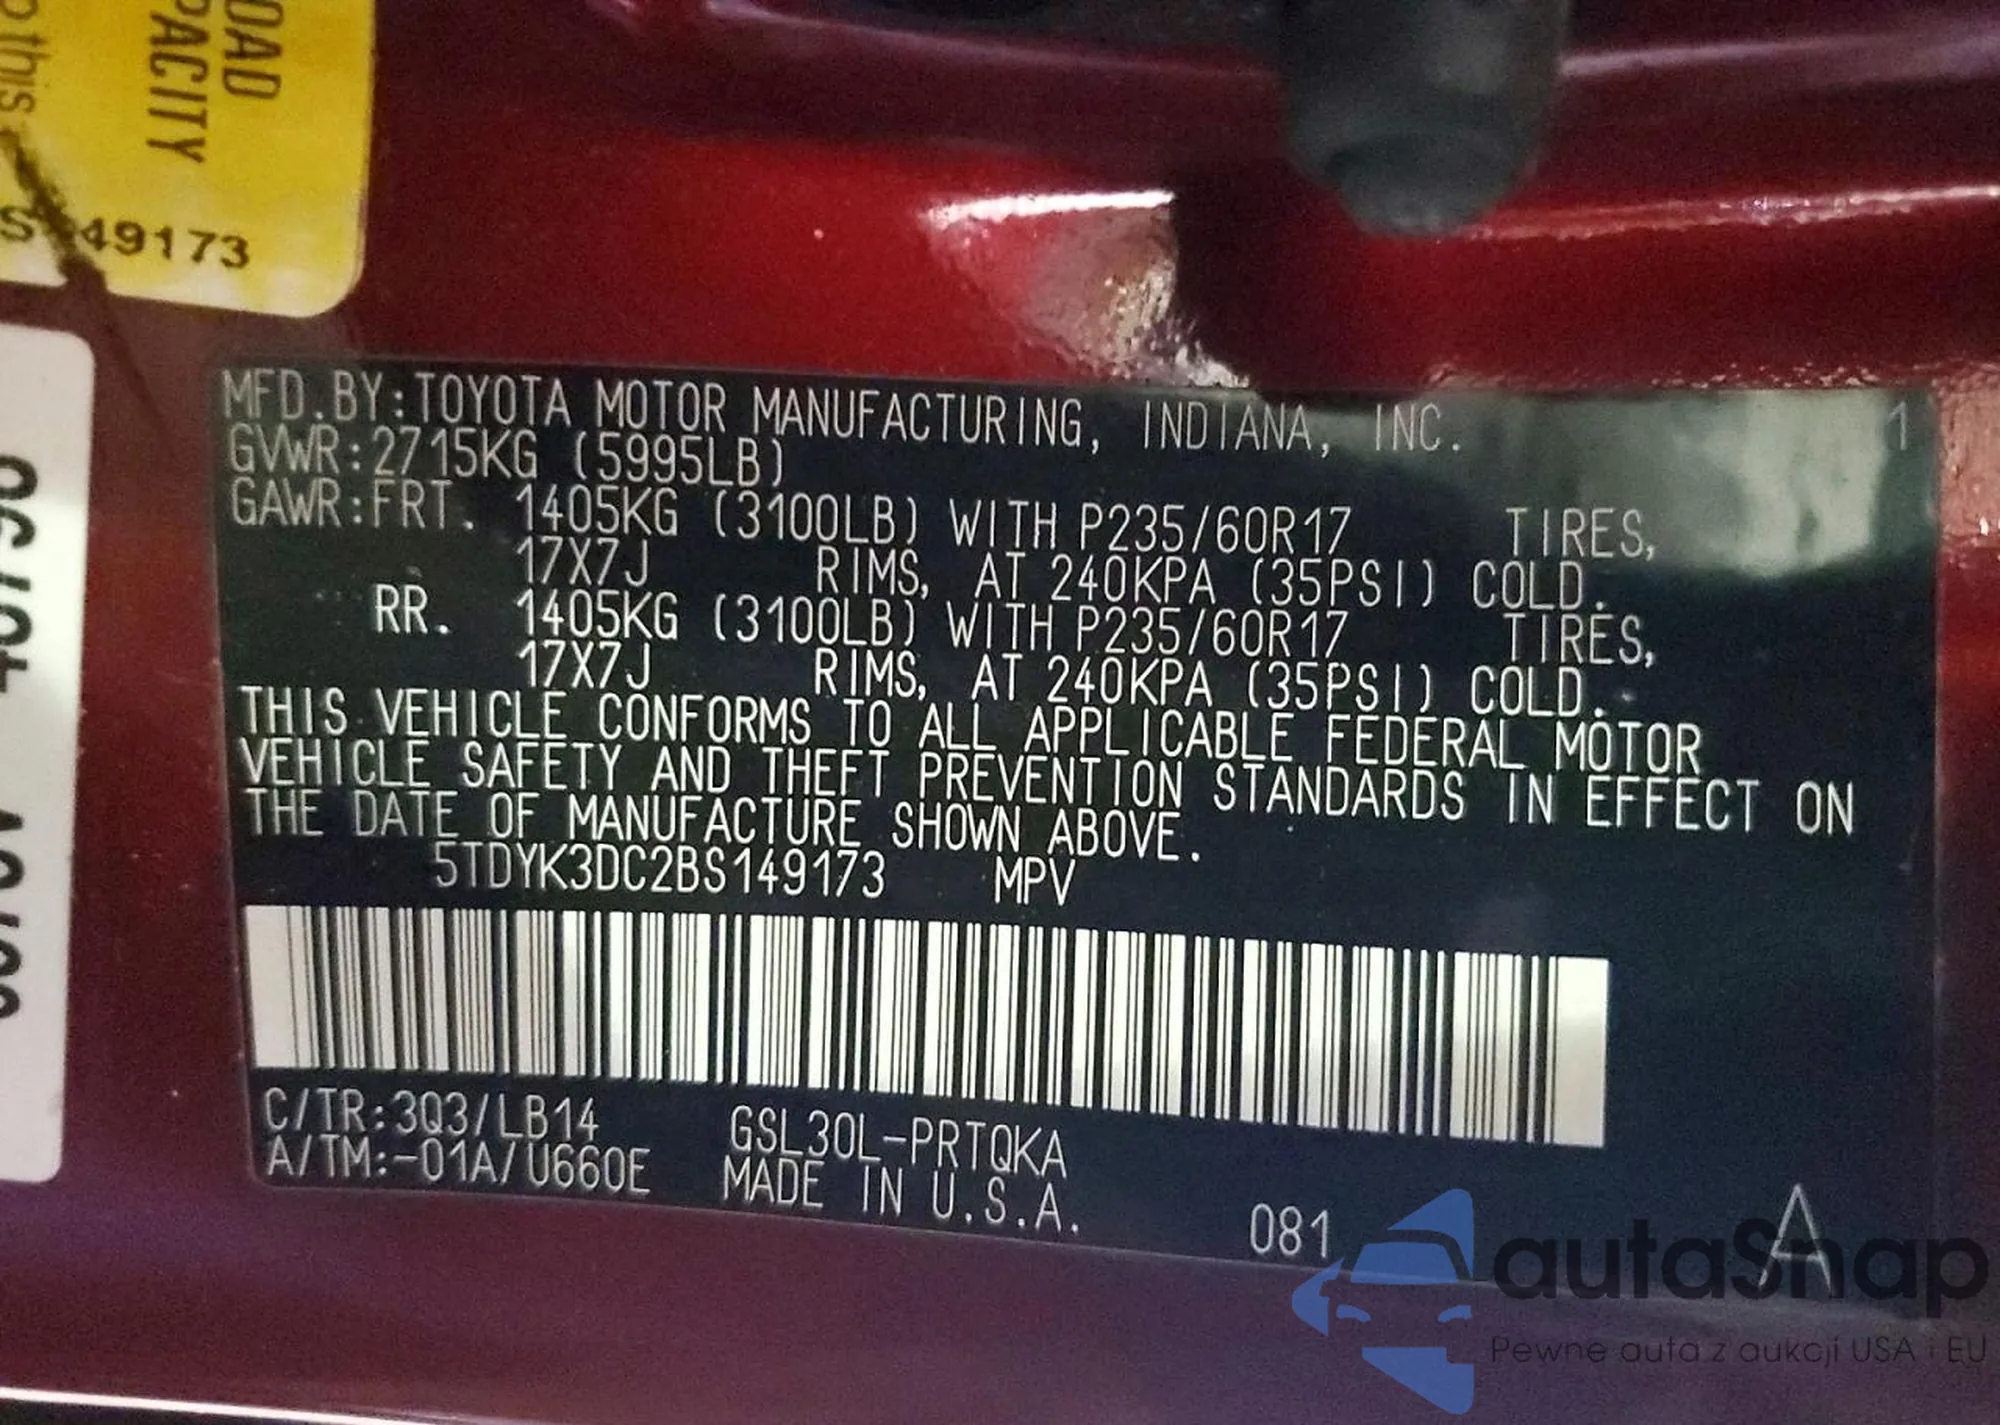 OAD
PACITY
this
49173
MFD.BY:TOYOTA MOTOR MANUFACTURING, INDIANA, INC. 1
GVWR:2715KG (5995LB)
GAWR:FRT. 1405KG (3100LB) WITH P235/60R17 TIRES,
17X7J RIMS, AT 240KPA (35PSI) COLD.
RR. 1405KG (3100LB) WITH P235/60R17 TIRES,
17X7J RIMS, AT 240KPA (35PSI) COLD.
THIS VEHICLE CONFORMS TO ALL APPLICABLE FEDERAL MOTOR
VEHICLE SAFETY AND THEFT PREVENTION STANDARDS IN EFFECT ON
THE DATE OF MANUFACTURE SHOWN ABOVE.
5TDYK3DC2BS149173 MPV
C/TR:3Q3/LB14 GSL30L-PRTQKA
A/TM:-01A/U660E MADE IN U.S.A.
081 A
autaSnap
Pewne auta z aukcji USA i EU